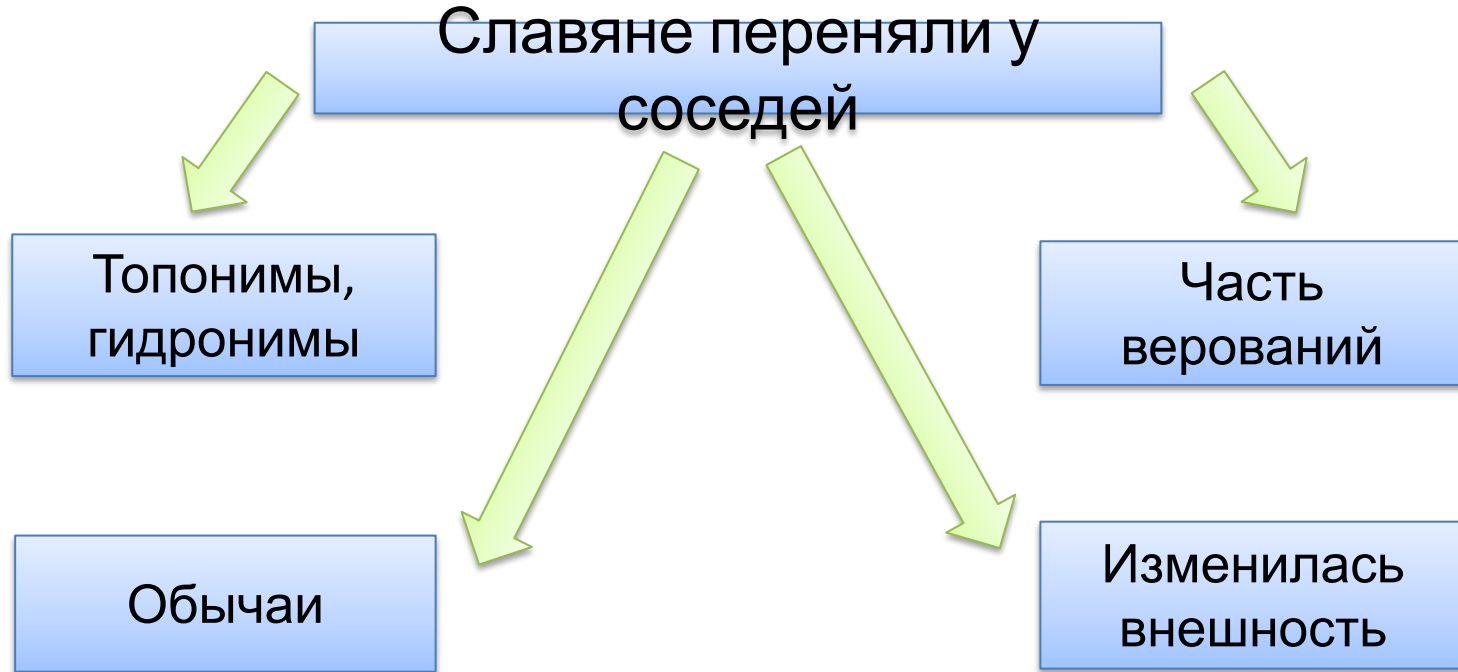 Славяне переняли у
соседей
Топонимы,
гидронимы
Часть
верований
Обычаи
Изменилась
внешность